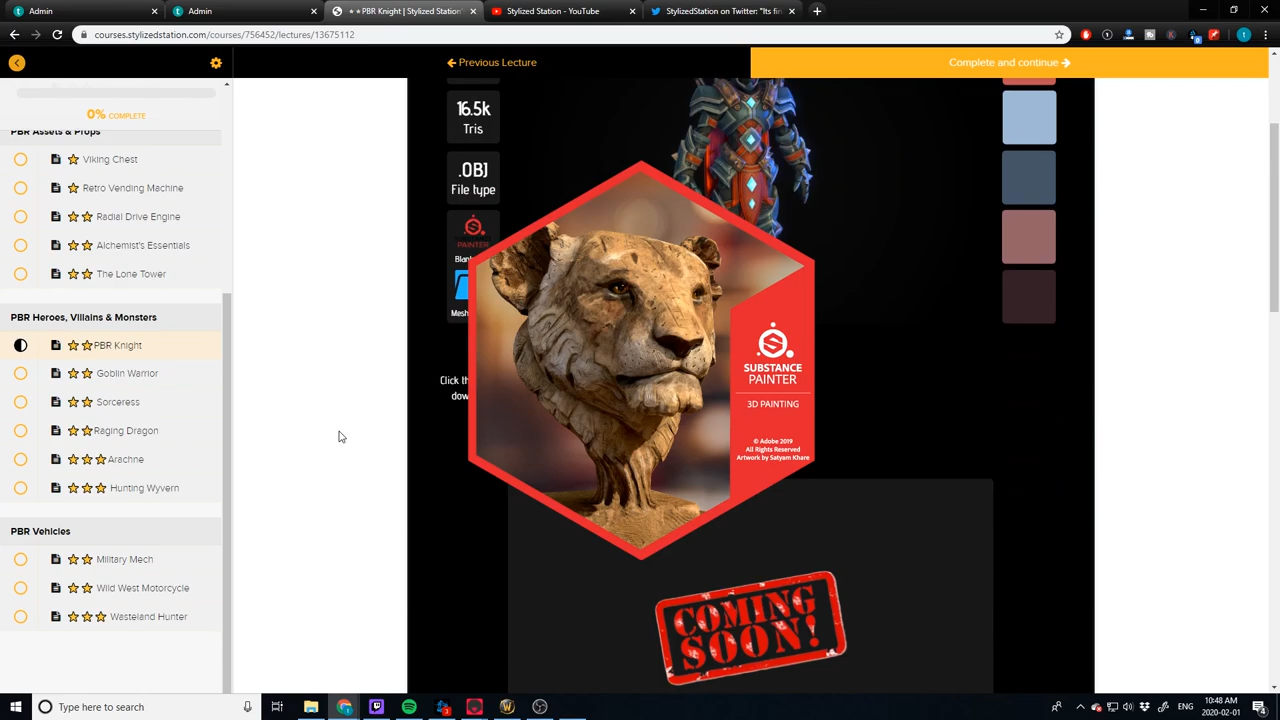 Tdmin
Tdmin
★★PBR Knight | Stylized Station
Stylized Station - YouTube
StylizedStation on Twitter: "Its fin
courses.stylizedstation.com/courses/756452/lectures/13675112
Previous Lecture
Complete and continue
0% COMPLETE
PBR Assets & Props
Viking Chest
Retro Vending Machine
Radial Drive Engine
Alchemist's Essentials
The Lone Tower
PBR Heroes, Villains & Monsters
PBR Knight
Goblin Warrior
Sorceress
Raging Dragon
Arachne
Hunting Wyvern
PBR Vehicles
Military Mech
Wild West Motorcycle
Wasteland Hunter
16.5k
Tris
.OBJ
File type
PAINTER
Blan
Mesh
Click th
dow
SUBSTANCE
PAINTER
3D PAINTING
© Adobe 2019
All Rights Reserved
Artwork by Satyam Khare
COMING
SOON!
Type here to search
ENG
10:48 AM
2020-02-01